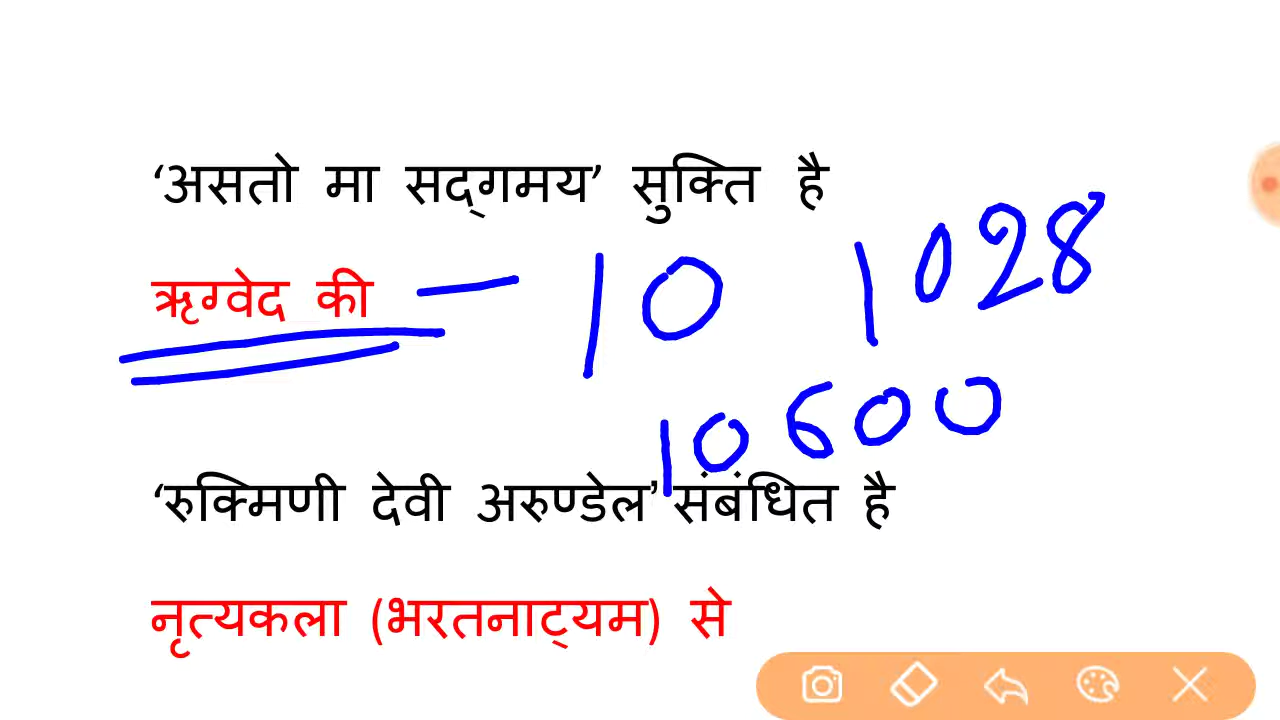 ‘असतो मा सद्गमय’ सुक्ति है
ऋग्वेद की — 10 1028
10600
‘रुक्मिणी देवी अरुण्डेल’ संबंधित है
नृत्यकला (भरतनाट्यम) से